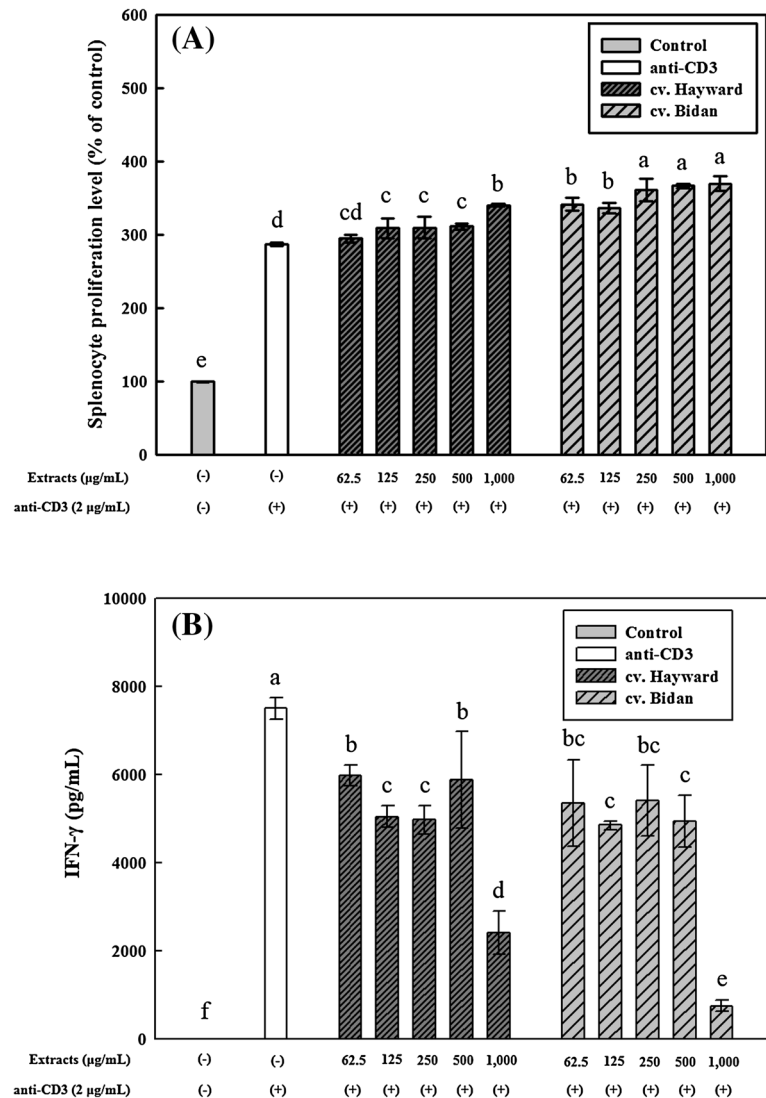 (A)
Control
anti-CD3
cv. Hayward
cv. Bidan
Splenocyte proliferation level (% of control)
600
500
400
300
200
100
0
e
d
cd
c
c
c
b
b
b
a
a
a
Extracts (μg/mL) (-) (-) 62.5 125 250 500 1,000 62.5 125 250 500 1,000
anti-CD3 (2 μg/mL) (-) (+) (+) (+) (+) (+) (+) (+) (+) (+) (+) (+)
(B)
Control
anti-CD3
cv. Hayward
cv. Bidan
IFN-γ (pg/mL)
10000
8000
6000
4000
2000
0
f
a
b
c
c
b
d
bc
c
bc
c
e
Extracts (μg/mL) (-) (-) 62.5 125 250 500 1,000 62.5 125 250 500 1,000
anti-CD3 (2 μg/mL) (-) (+) (+) (+) (+) (+) (+) (+) (+) (+) (+) (+)